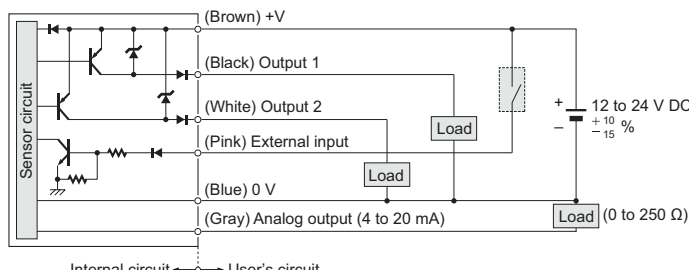 (Brown) +V
(Black) Output 1
(White) Output 2
(Pink) External input
(Blue) 0 V
(Gray) Analog output (4 to 20 mA)
Sensor circuit
Load
Load
+
−
12 to 24 V DC
+10
−15 %
Load
(0 to 250 Ω)
Internal circuit
User's circuit